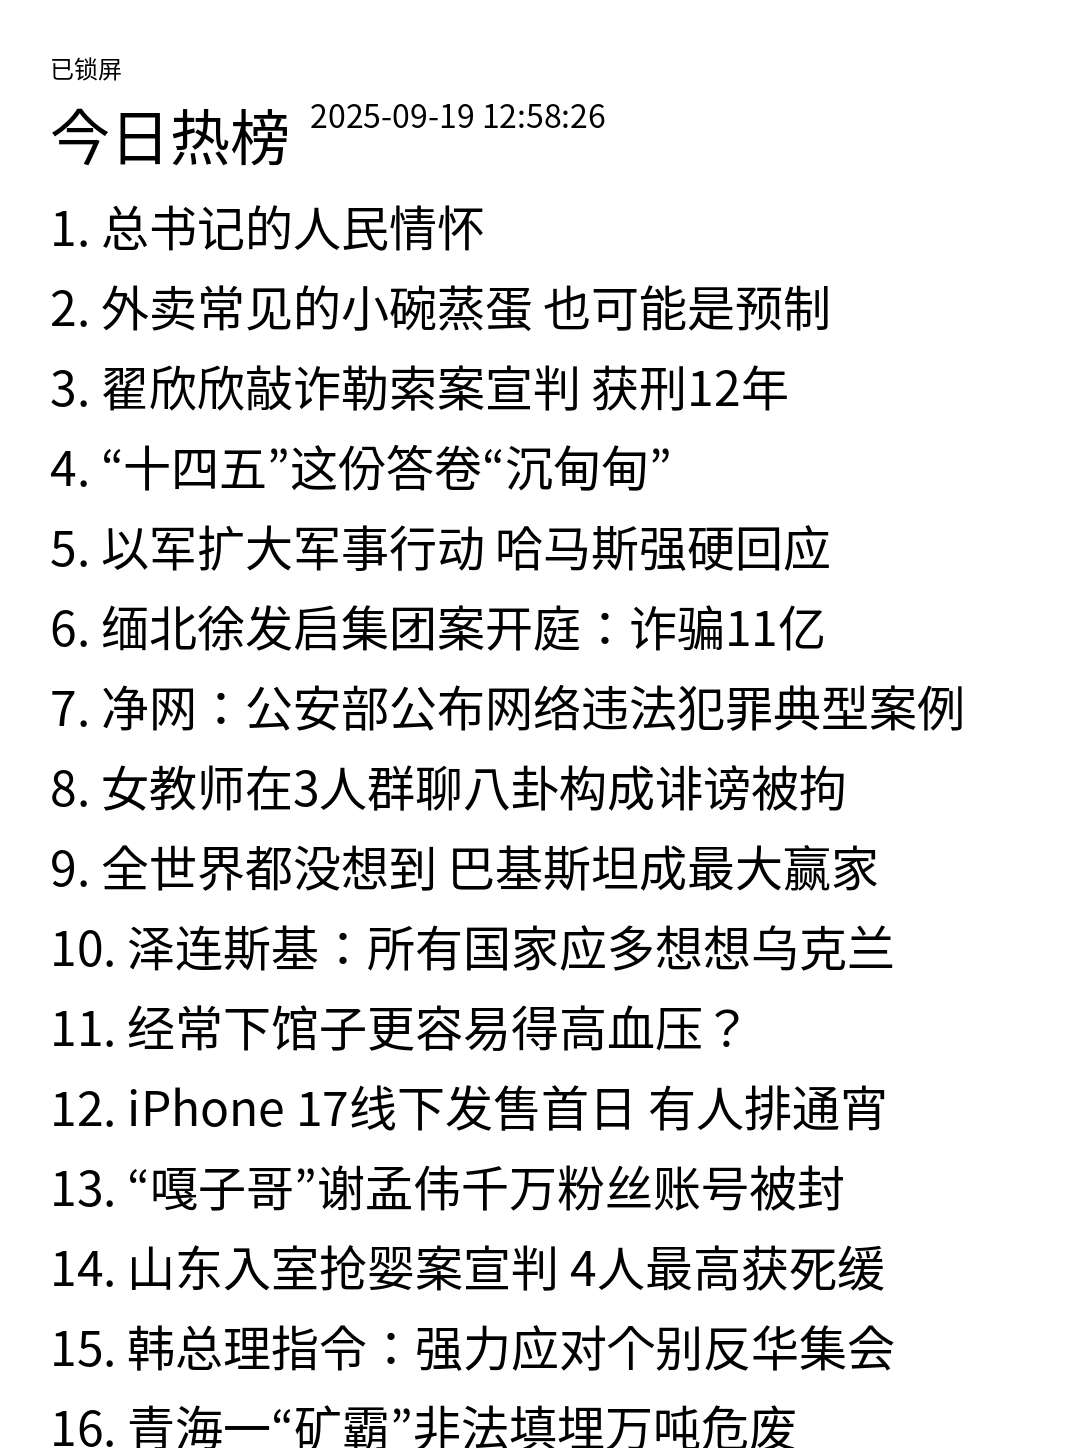 已锁屏
今日热榜 2025-09-19 12:58:26
1. 总书记的人民情怀
2. 外卖常见的小碗蒸蛋 也可能是预制
3. 翟欣欣敲诈勒索案宣判 获刑12年
4. “十四五”这份答卷“沉甸甸”
5. 以军扩大军事行动 哈马斯强硬回应
6. 缅北徐发启集团案开庭：诈骗11亿
7. 净网：公安部公布网络违法犯罪典型案例
8. 女教师在3人群聊八卦构成诽谤被拘
9. 全世界都没想到 巴基斯坦成最大赢家
10. 泽连斯基：所有国家应多想想乌克兰
11. 经常下馆子更容易得高血压？
12. iPhone 17线下发售首日 有人排通宵
13. “嘎子哥”谢孟伟千万粉丝账号被封
14. 山东入室抢婴案宣判 4人最高获死缓
15. 韩总理指令：强力应对个别反华集会
16. 青海一“矿霸”非法填埋万吨危废